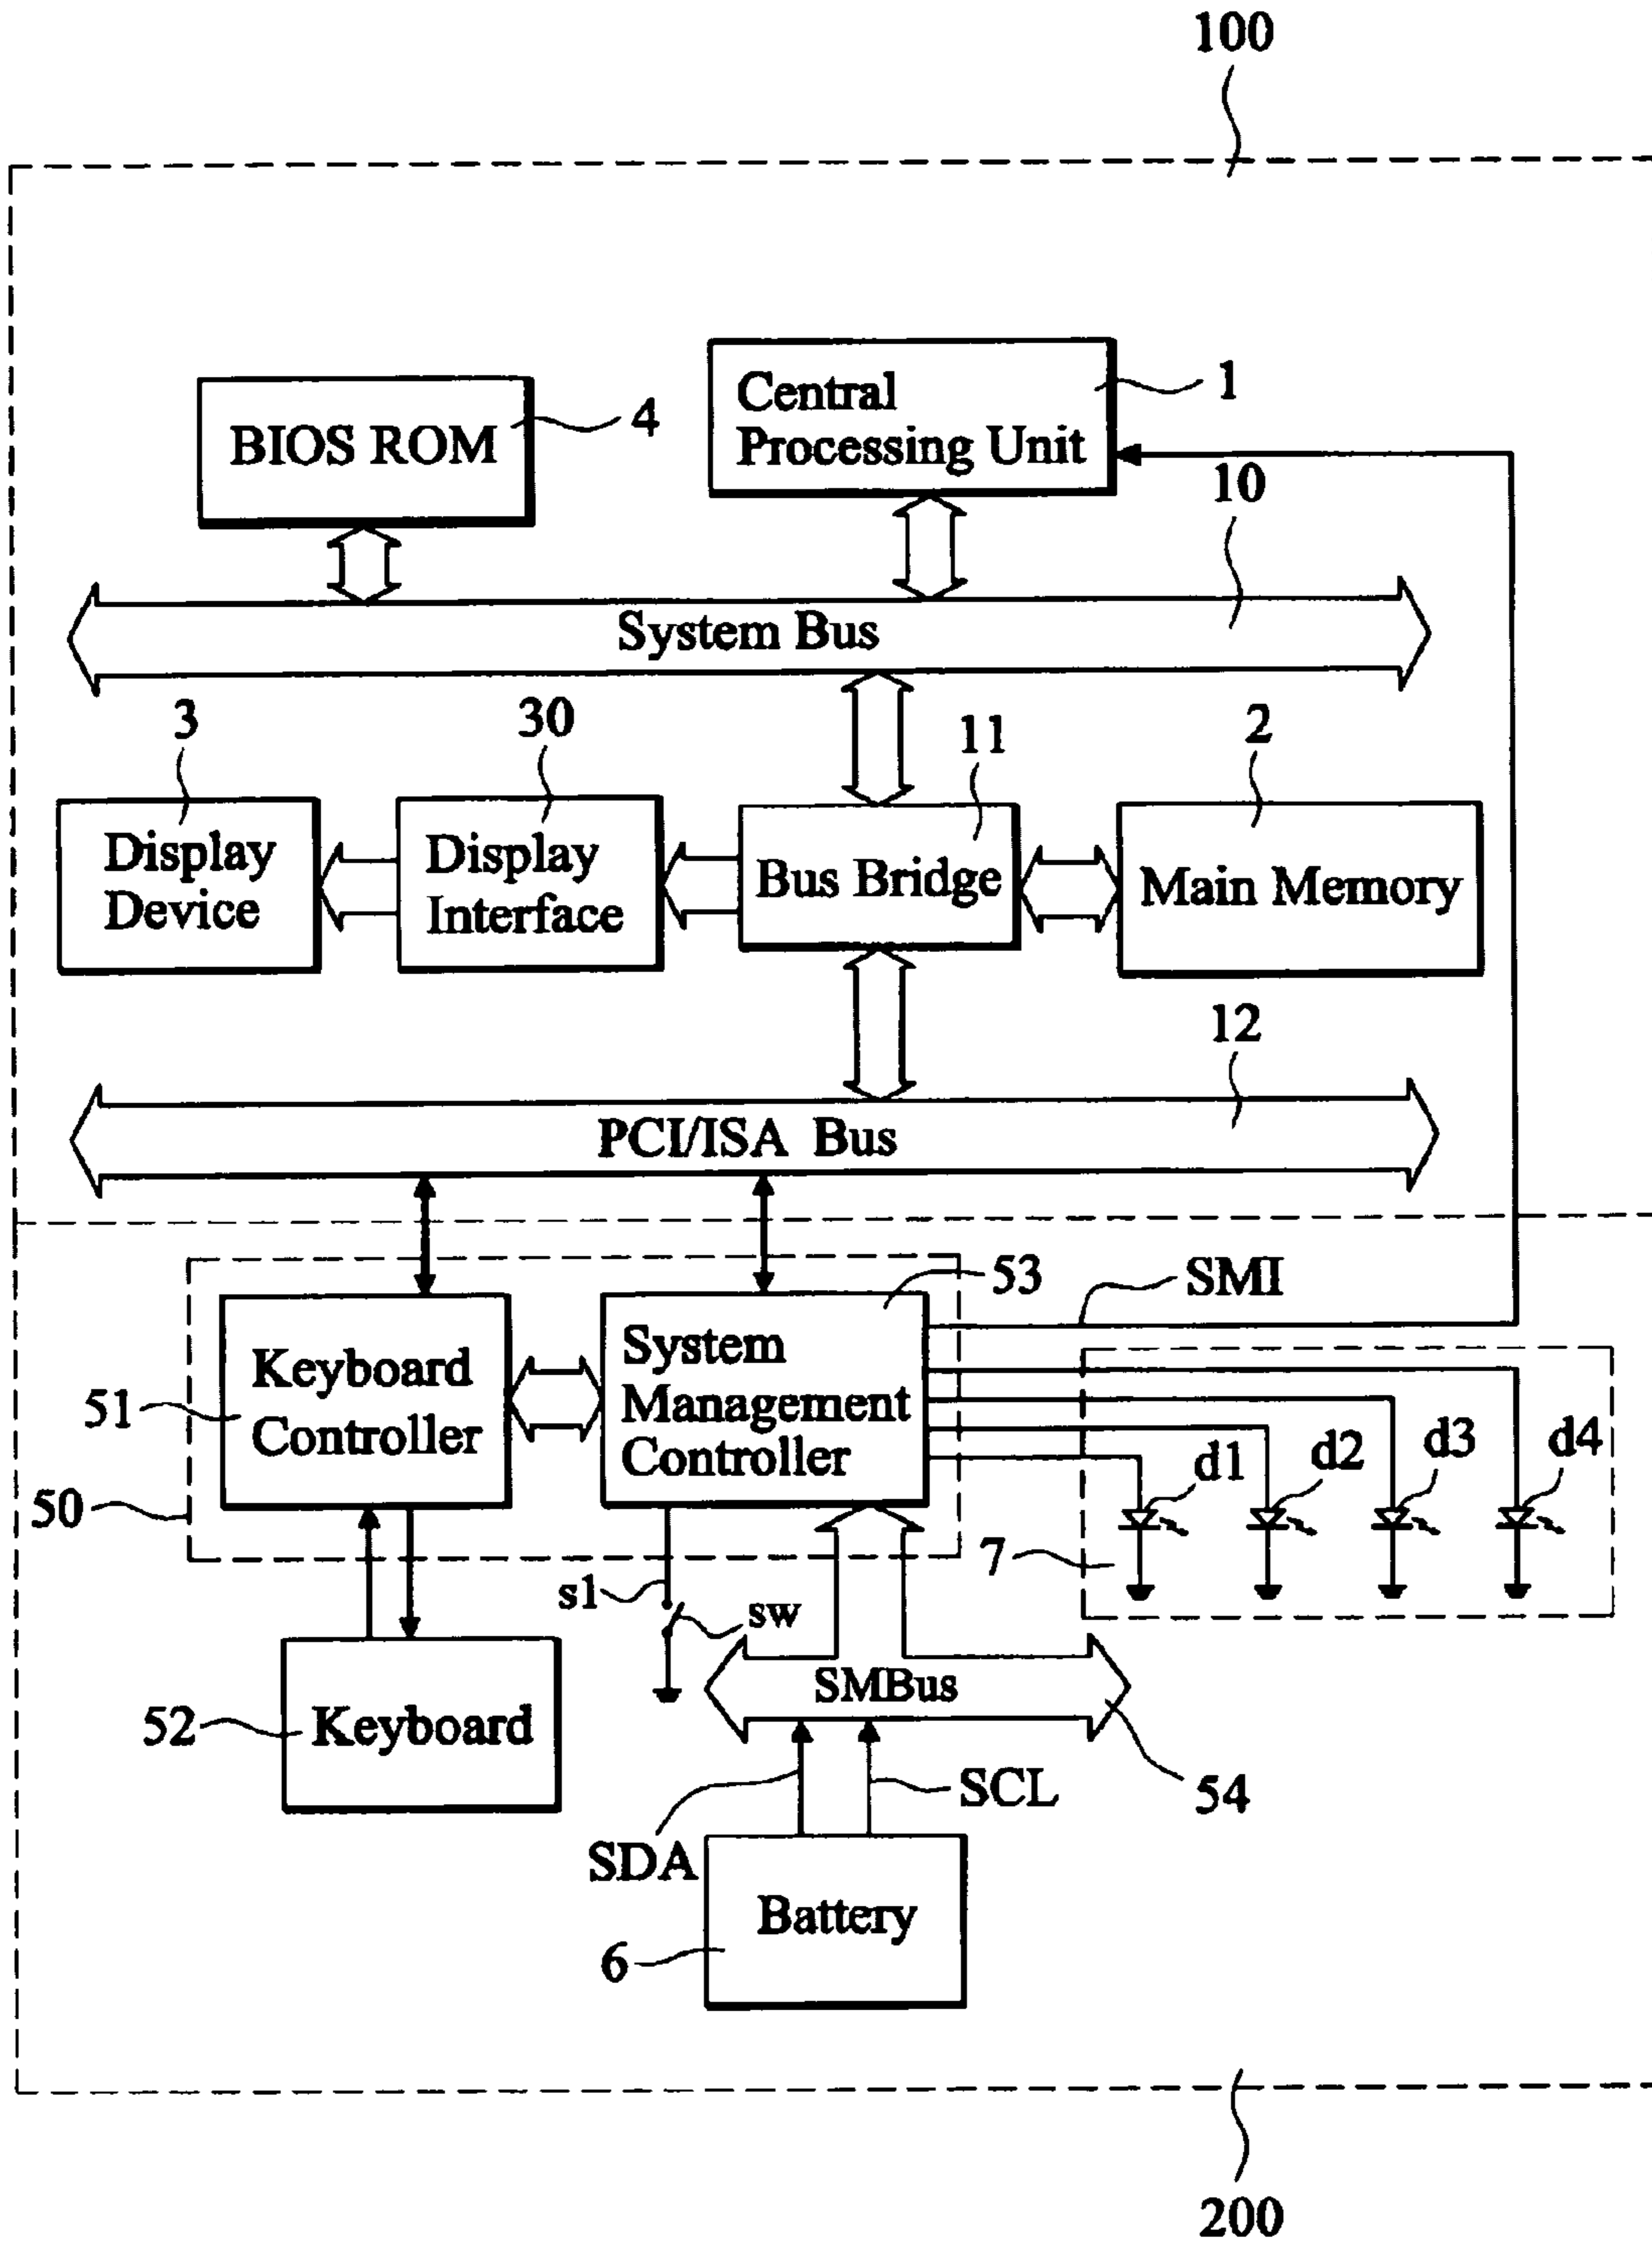 100
BIOS ROM
4
Central
Processing Unit
1
10
System Bus
3
30
11
2
Display
Device
Display
Interface
Bus Bridge
Main Memory
12
PCI/ISA Bus
53
SMI
Keyboard
Controller
51
System
Management
Controller
50
d1
d2
d3
d4
7
s1
sw
SMBus
54
52
Keyboard
SDA
SCL
Battery
6
200